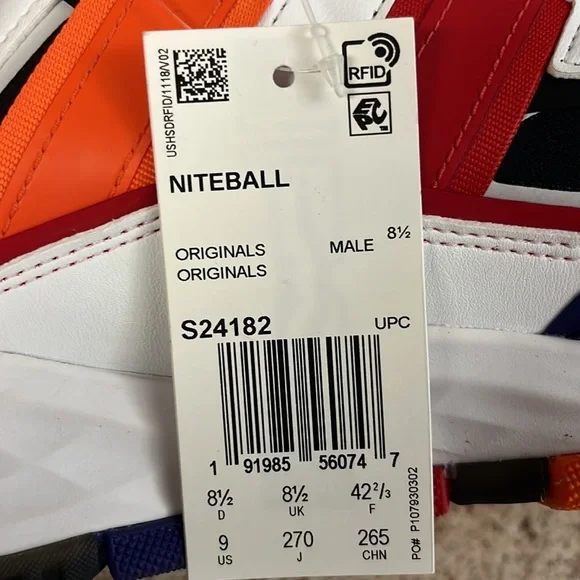 USHSDRFID/1118/V02
RFID
EPC™
NITEBALL
ORIGINALS MALE 8½
ORIGINALS
S24182 UPC
1 91985 56074 7
8½ 8½ 42²/₃
D UK F
9 270 265
US J CHN
PO# P107930302